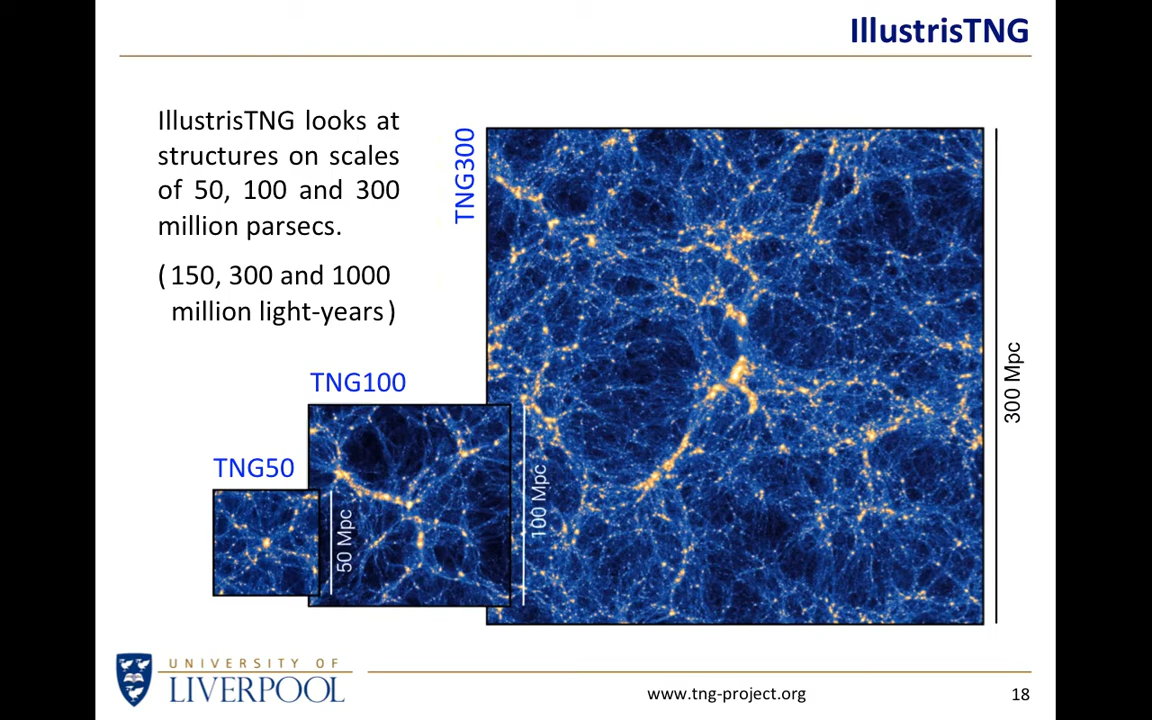 IllustrisTNG
IllustrisTNG looks at
structures on scales
of 50, 100 and 300
million parsecs.
(150, 300 and 1000
million light-years)
TNG300
300 Mpc
TNG100
100 Mpc
TNG50
50 Mpc
UNIVERSITY OF
LIVERPOOL
www.tng-project.org
18